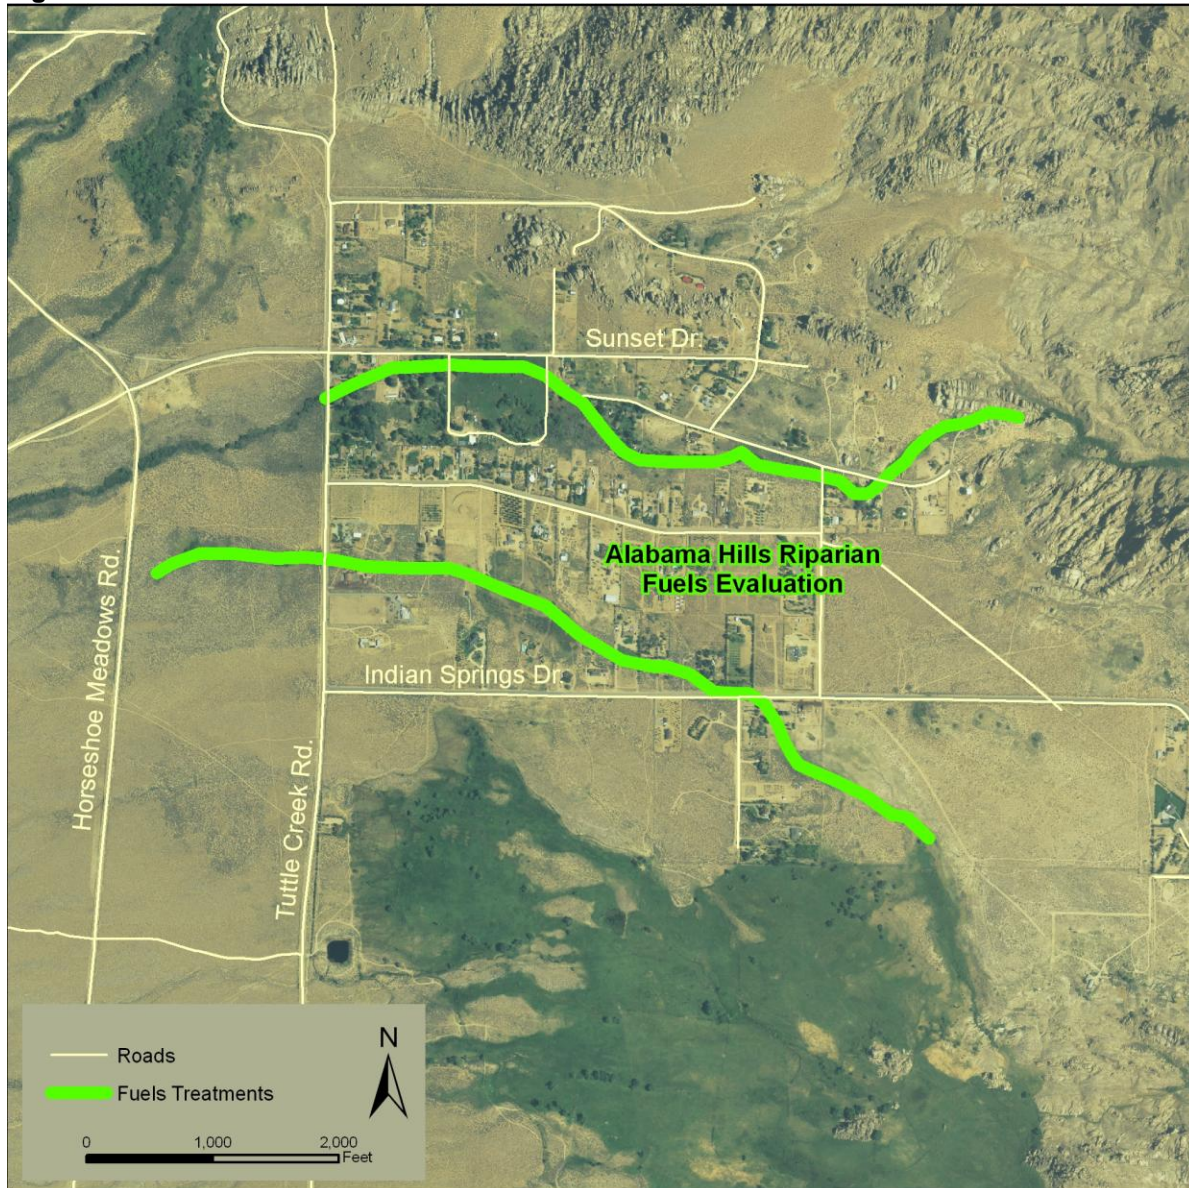 Sunset Dr.
Alabama Hills Riparian
Fuels Evaluation
Horseshoe Meadows Rd.
Indian Springs Dr.
Tuttle Creek Rd.
N
Roads
Fuels Treatments
0 1,000 2,000
Feet